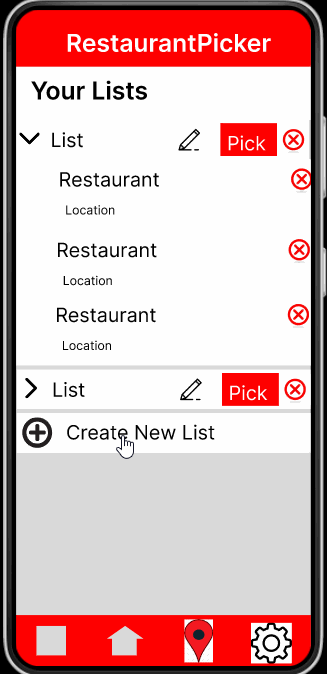 RestaurantPicker
Your Lists
List Pick
Restaurant
Location
Restaurant
Location
Restaurant
Location
List Pick
Create New List